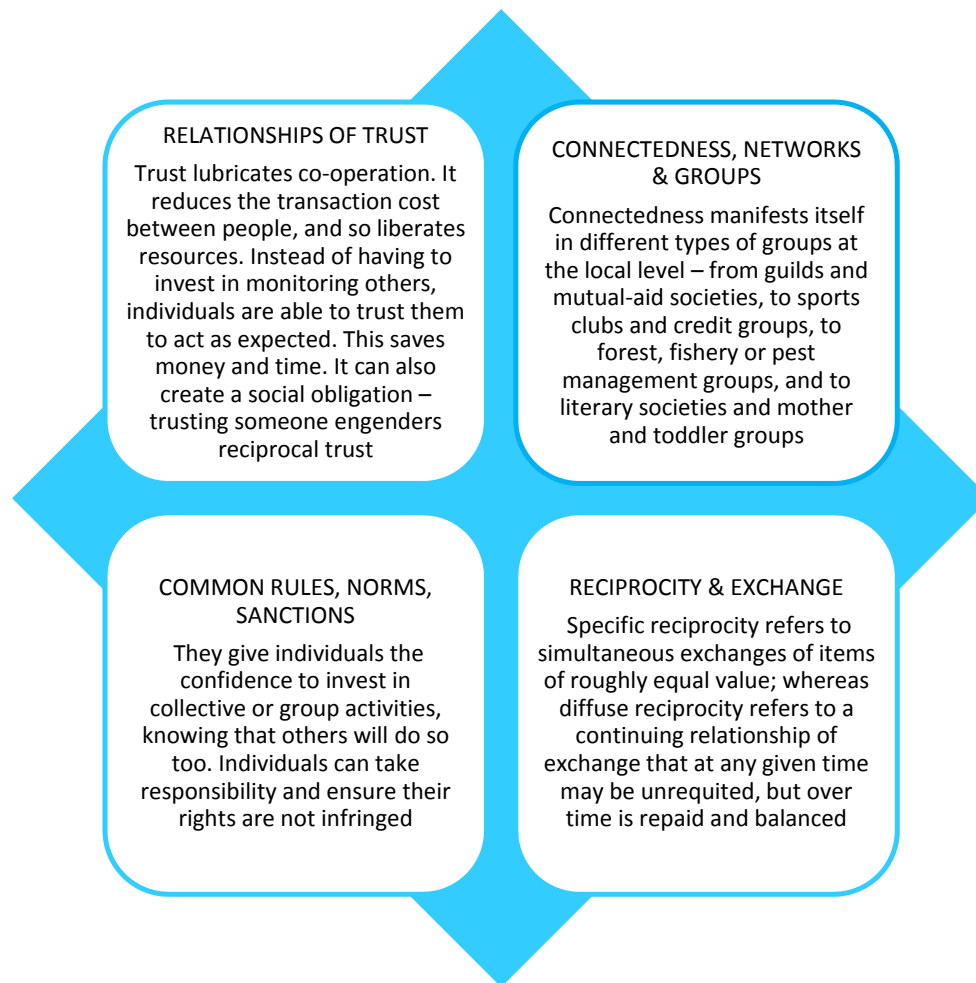 RELATIONSHIPS OF TRUST
Trust lubricates co-operation. It
reduces the transaction cost
between people, and so liberates
resources. Instead of having to
invest in monitoring others,
individuals are able to trust them
to act as expected. This saves
money and time. It can also
create a social obligation –
trusting someone engenders
reciprocal trust
CONNECTEDNESS, NETWORKS
& GROUPS
Connectedness manifests itself
in different types of groups at
the local level – from guilds and
mutual-aid societies, to sports
clubs and credit groups, to
forest, fishery or pest
management groups, and to
literary societies and mother
and toddler groups
COMMON RULES, NORMS,
SANCTIONS
They give individuals the
confidence to invest in
collective or group activities,
knowing that others will do so
too. Individuals can take
responsibility and ensure their
rights are not infringed
RECIPROCITY & EXCHANGE
Specific reciprocity refers to
simultaneous exchanges of items
of roughly equal value; whereas
diffuse reciprocity refers to a
continuing relationship of
exchange that at any given time
may be unrequited, but over
time is repaid and balanced